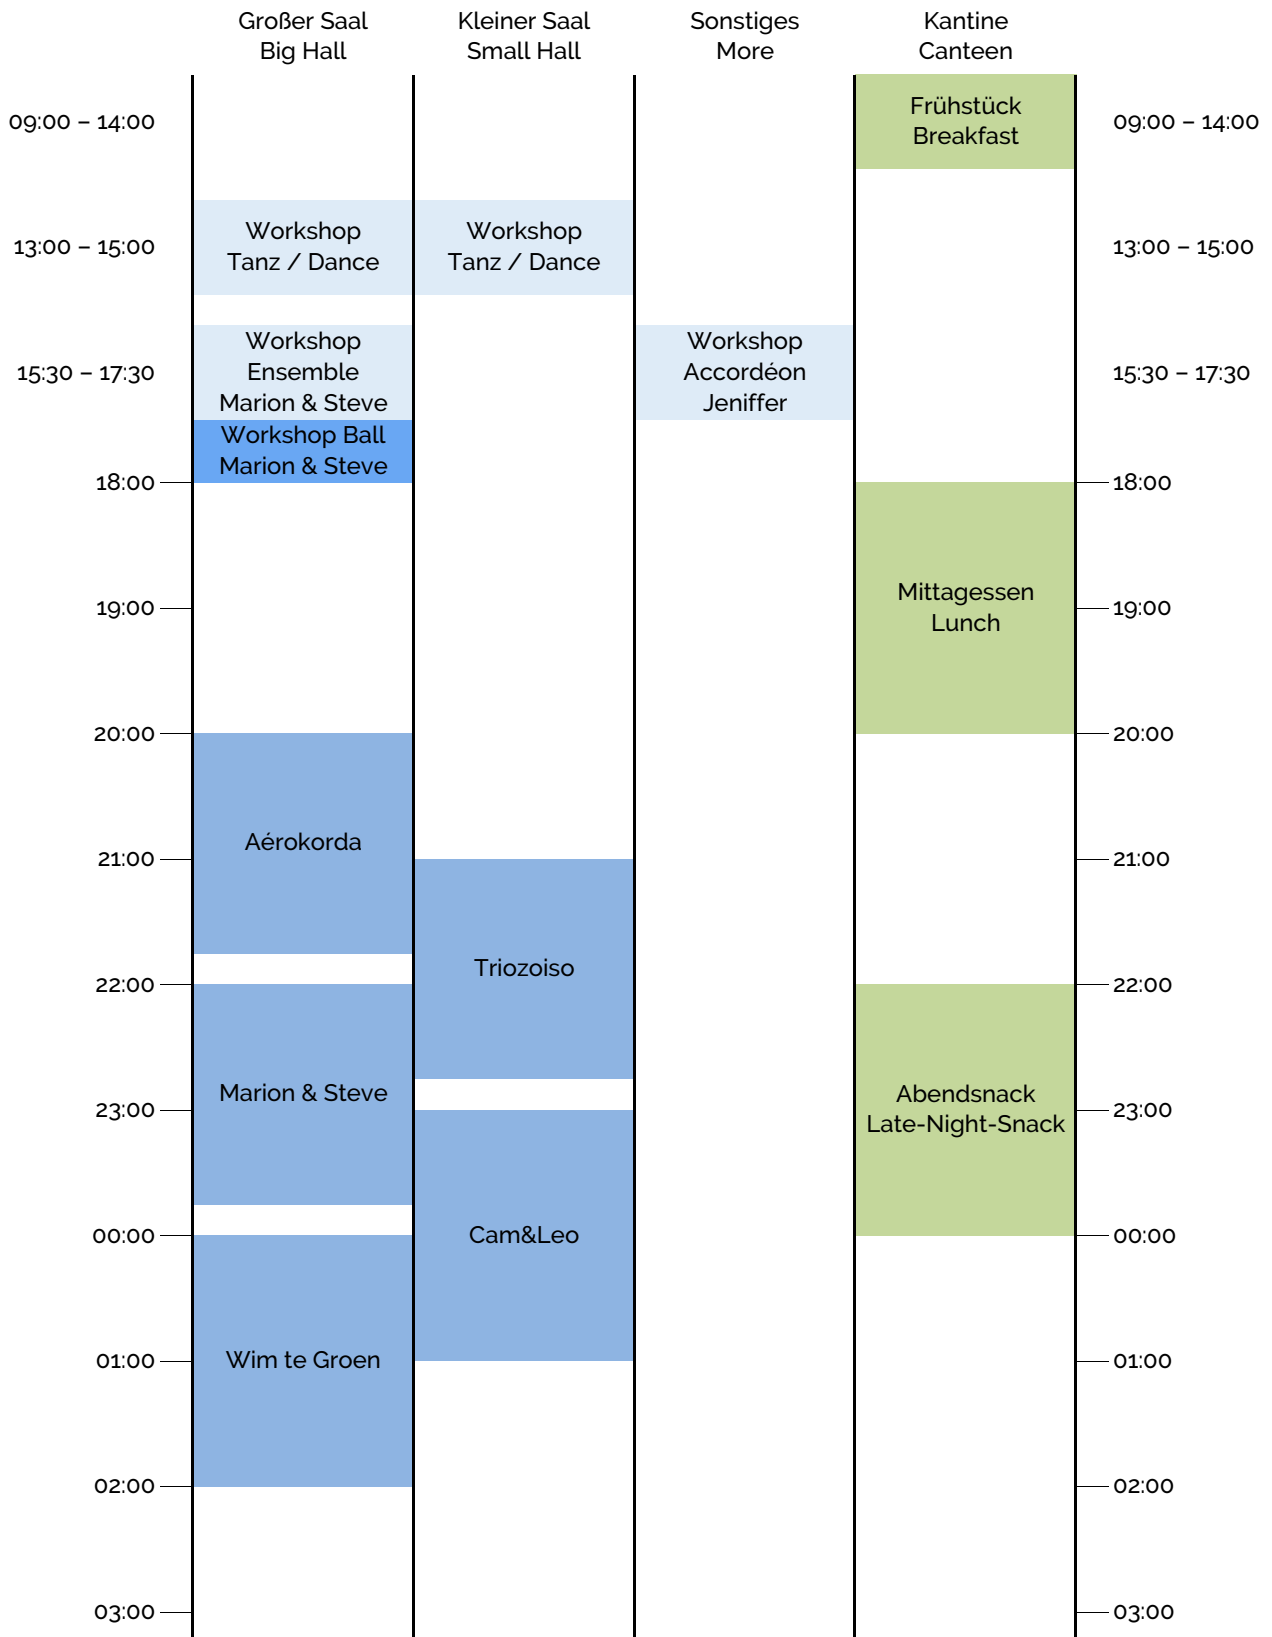 Großer Saal
Big Hall
Kleiner Saal
Small Hall
Sonstiges
More
Kantine
Canteen
09:00 – 14:00
Frühstück
Breakfast
09:00 – 14:00
13:00 – 15:00
Workshop
Tanz / Dance
Workshop
Tanz / Dance
13:00 – 15:00
15:30 – 17:30
Workshop
Ensemble
Marion & Steve
Workshop
Accordéon
Jeniffer
15:30 – 17:30
Workshop Ball
Marion & Steve
18:00
18:00
Mittagessen
Lunch
19:00
19:00
20:00
20:00
Aérokorda
21:00
21:00
Triozoiso
22:00
22:00
Marion & Steve
Abendsnack
Late-Night-Snack
23:00
23:00
00:00
Cam&Leo
00:00
01:00
Wim te Groen
01:00
02:00
02:00
03:00
03:00